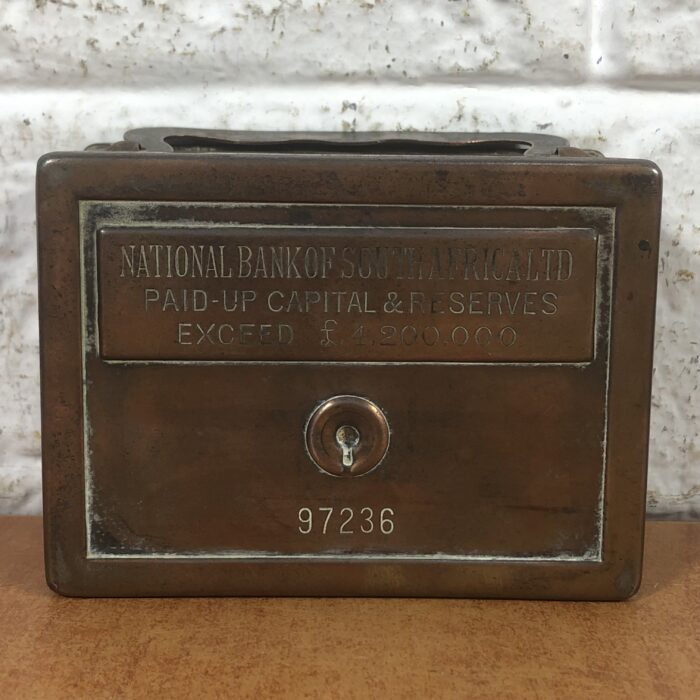 NATIONAL BANK OF SOUTH AFRICA LTD
PAID-UP CAPITAL & RESERVES
EXCEED £4,200,000
97236